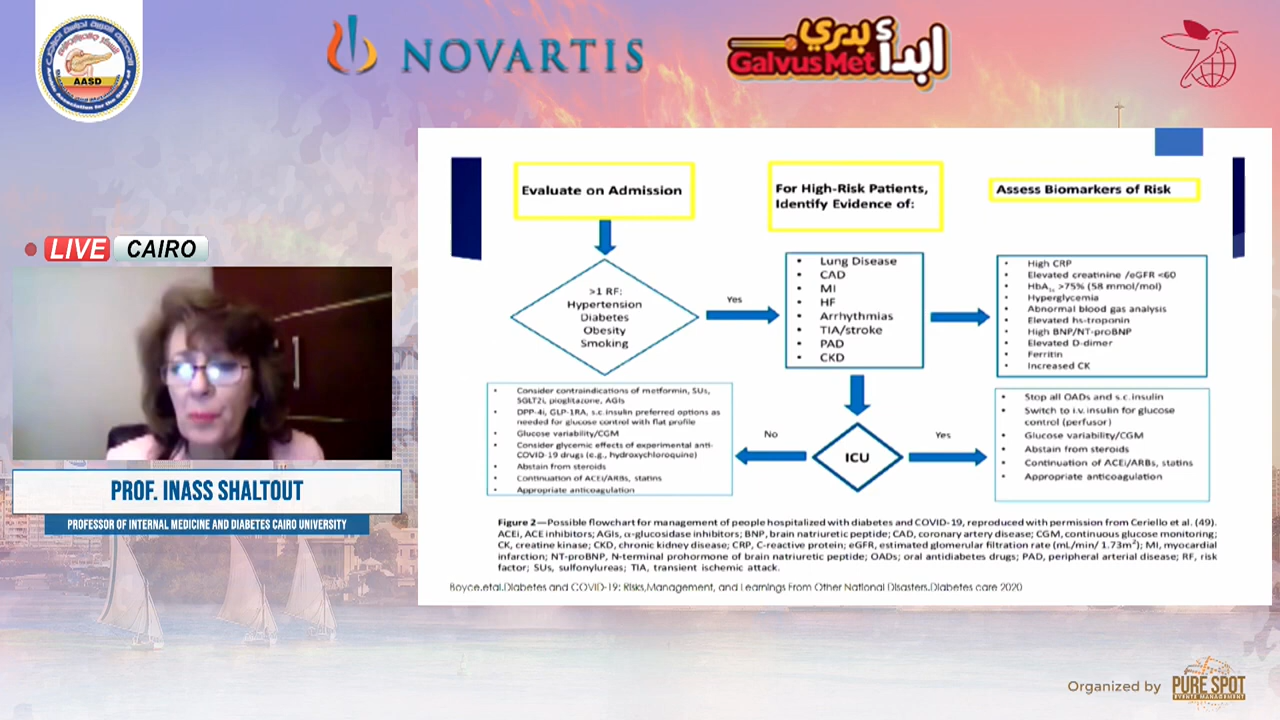 AASD
NOVARTIS
ابدأ بدري
GalvusMet
LIVE CAIRO
PROF. INASS SHALTOUT
PROFESSOR OF INTERNAL MEDICINE AND DIABETES CAIRO UNIVERSITY
Evaluate on Admission
>1 RF:
Hypertension
Diabetes
Obesity
Smoking
Yes
For High-Risk Patients,
Identify Evidence of:
• Lung Disease
• CAD
• MI
• HF
• Arrhythmias
• TIA/stroke
• PAD
• CKD
Assess Biomarkers of Risk
• High CRP
• Elevated creatinine /eGFR <60
• HbA1c >75% (58 mmol/mol)
• Hyperglycemia
• Abnormal blood gas analysis
• Elevated hs-troponin
• High BNP/NT-proBNP
• Elevated D-dimer
• Ferritin
• Increased CK
• Consider contraindications of metformin, SUs,
SGLT2i, pioglitazone, AGIs
• DPP-4i, GLP-1RA, s.c. insulin preferred options as
needed for glucose control with flat profile
• Glucose variability/CGM
• Consider glycemic effects of experimental anti-
COVID-19 drugs (e.g., hydroxychloroquine)
• Abstain from steroids
• Continuation of ACEi/ARBs, statins
• Appropriate anticoagulation
No
ICU
Yes
• Stop all OADs and s.c. insulin
• Switch to i.v. insulin for glucose
control (perfusor)
• Glucose variability/CGM
• Abstain from steroids
• Continuation of ACEi/ARBs, statins
• Appropriate anticoagulation
Figure 2—Possible flowchart for management of people hospitalized with diabetes and COVID-19, reproduced with permission from Ceriello et al. (49).
ACEi, ACE inhibitors; AGIs, α-glucosidase inhibitors; BNP, brain natriuretic peptide; CAD, coronary artery disease; CGM, continuous glucose monitoring;
CK, creatine kinase; CKD, chronic kidney disease; CRP, C-reactive protein; eGFR, estimated glomerular filtration rate (mL/min/ 1.73m²); MI, myocardial
infarction; NT-proBNP, N-terminal prohormone of brain natriuretic peptide; OADs; oral antidiabetes drugs; PAD, peripheral arterial disease; RF, risk
factor; SUs, sulfonylureas; TIA, transient ischemic attack.
Boyce.etal.Diabetes and COVID-19: Risks,Management, and Learnings From Other National Disasters.Diabetes care 2020
Organized by PURE SPOT
EVENTS MANAGEMENT